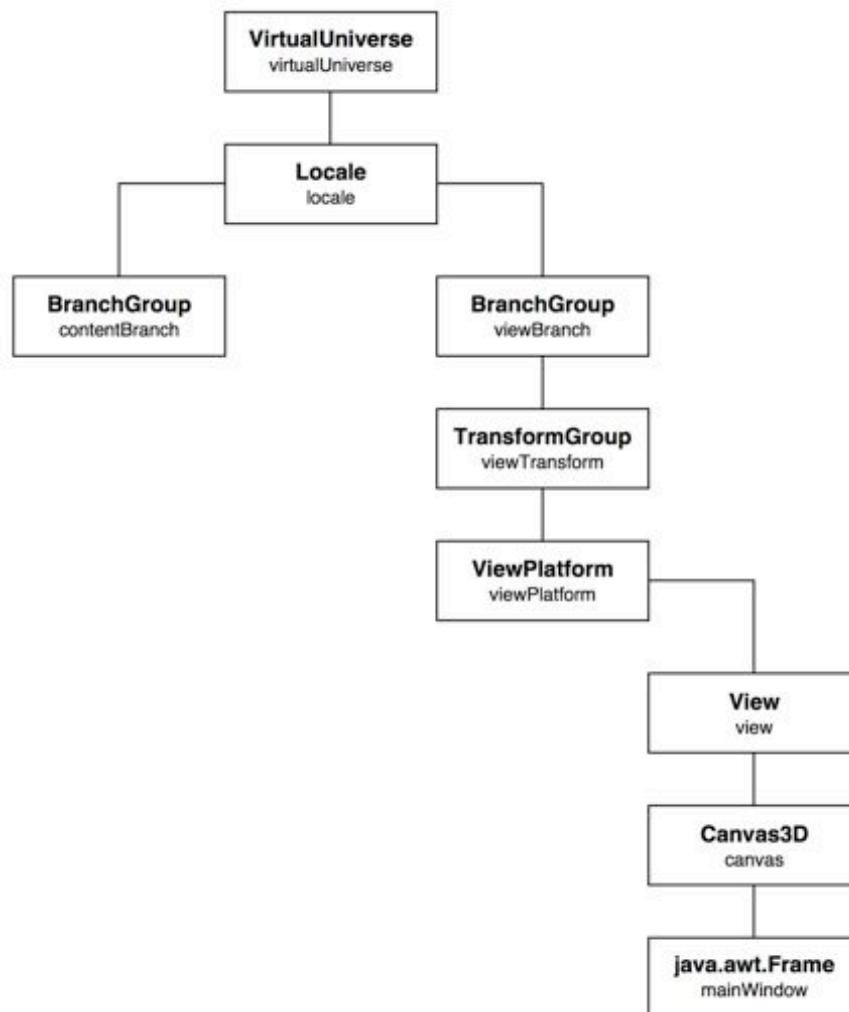 VirtualUniverse
virtualUniverse
Locale
locale
BranchGroup
contentBranch
BranchGroup
viewBranch
TransformGroup
viewTransform
ViewPlatform
viewPlatform
View
view
Canvas3D
canvas
java.awt.Frame
mainWindow